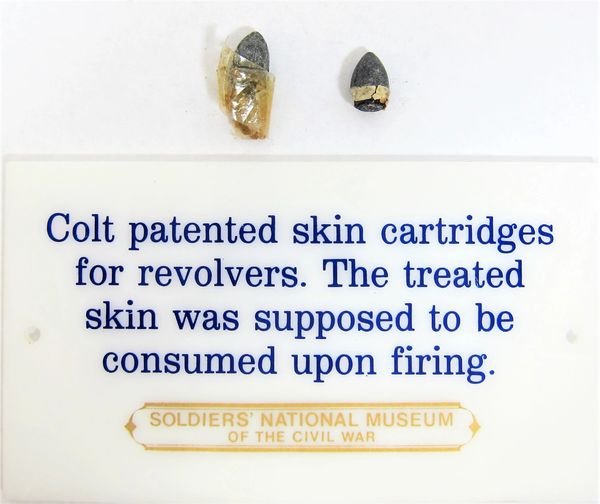 Colt patented skin cartridges
for revolvers. The treated
skin was supposed to be
consumed upon firing.
SOLDIERS' NATIONAL MUSEUM
OF THE CIVIL WAR